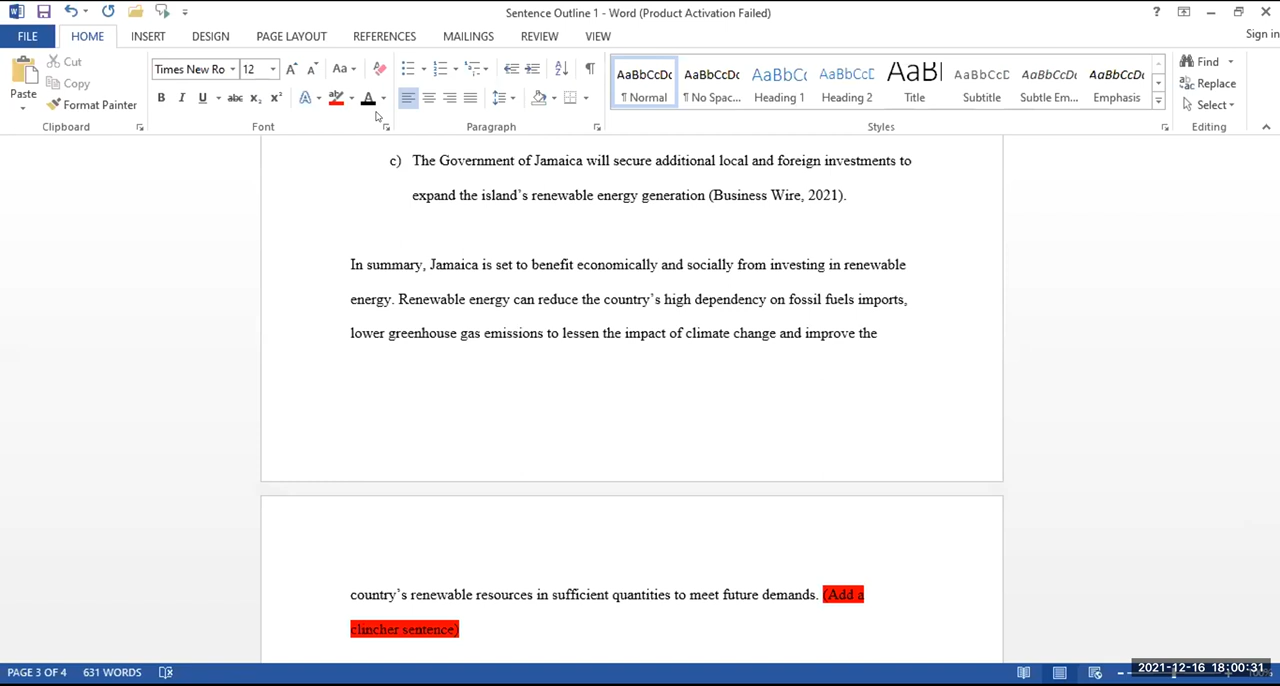 Sentence Outline 1 - Word (Product Activation Failed)
?
FILE HOME INSERT DESIGN PAGE LAYOUT REFERENCES MAILINGS REVIEW VIEW Sign in
Paste
Cut
Copy
Format Painter
Clipboard
Times New Ro 12
Aa
B I U abc X₂ X²
A A
Font
Paragraph
AaBbCcDc AaBbCcDc AaBbCc AaBbCcD AaBl AaBbCcD AaBbCcDc AaBbCcDc
¶ Normal ¶ No Spac... Heading 1 Heading 2 Title Subtitle Subtle Em... Emphasis
Styles
Find
Replace
Select
Editing
c) The Government of Jamaica will secure additional local and foreign investments to
expand the island’s renewable energy generation (Business Wire, 2021).
In summary, Jamaica is set to benefit economically and socially from investing in renewable
energy. Renewable energy can reduce the country’s high dependency on fossil fuels imports,
lower greenhouse gas emissions to lessen the impact of climate change and improve the
country’s renewable resources in sufficient quantities to meet future demands. (Add a
clincher sentence)
PAGE 3 OF 4 631 WORDS
2021-12-16 18:00:31